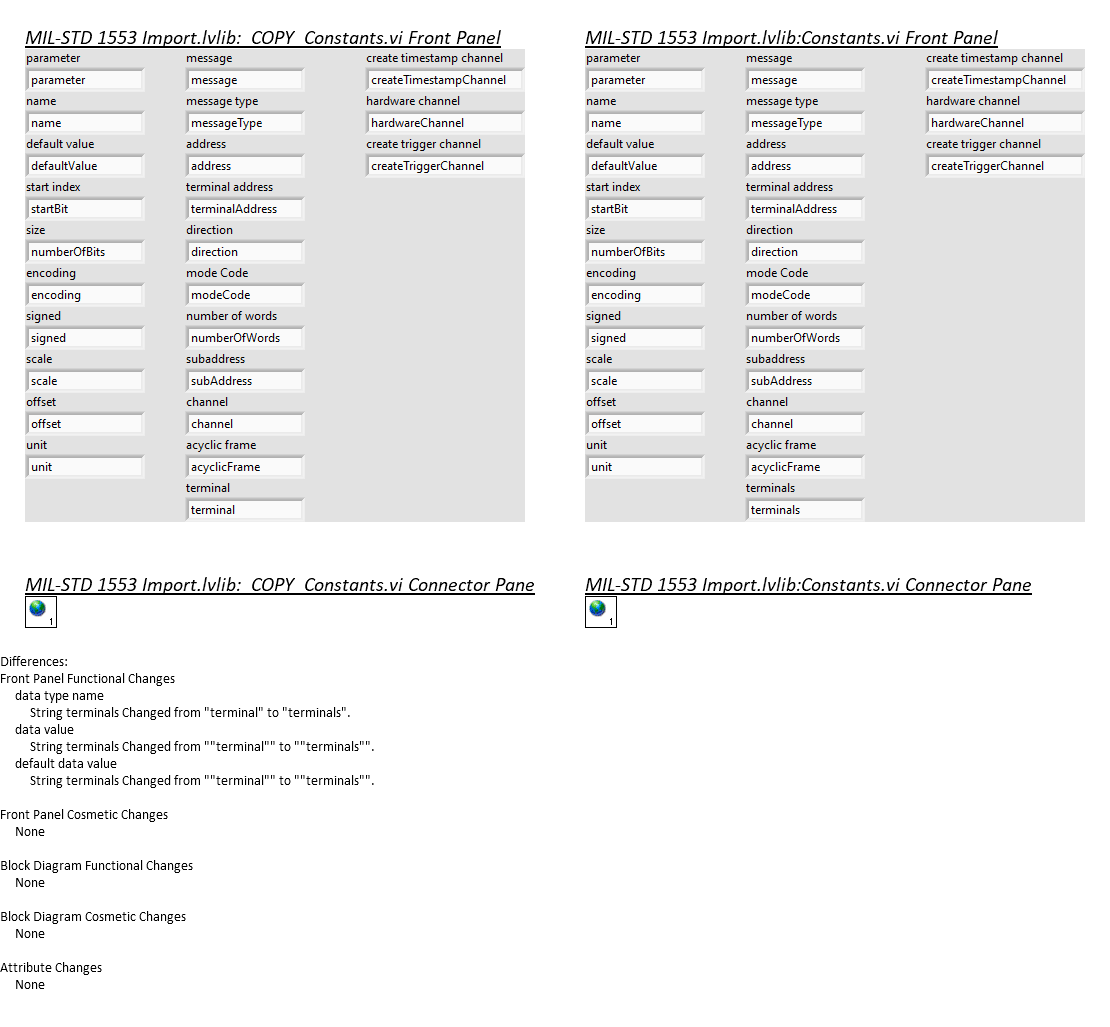 MIL-STD 1553 Import.lvlib:_COPY_Constants.vi Front Panel
parameter message create timestamp channel
parameter message createTimestampChannel
name message type hardware channel
name messageType hardwareChannel
default value address create trigger channel
defaultValue address createTriggerChannel
start index terminal address
startBit terminalAddress
size direction
numberOfBits direction
encoding mode Code
encoding modeCode
signed number of words
signed numberOfWords
scale subaddress
scale subAddress
offset channel
offset channel
unit acyclic frame
unit acyclicFrame
terminal
terminal
MIL-STD 1553 Import.lvlib:Constants.vi Front Panel
parameter message create timestamp channel
parameter message createTimestampChannel
name message type hardware channel
name messageType hardwareChannel
default value address create trigger channel
defaultValue address createTriggerChannel
start index terminal address
startBit terminalAddress
size direction
numberOfBits direction
encoding mode Code
encoding modeCode
signed number of words
signed numberOfWords
scale subaddress
scale subAddress
offset channel
offset channel
unit acyclic frame
unit acyclicFrame
terminals
terminals
MIL-STD 1553 Import.lvlib:_COPY_Constants.vi Connector Pane
1
MIL-STD 1553 Import.lvlib:Constants.vi Connector Pane
1
Differences:
Front Panel Functional Changes
data type name
String terminals Changed from "terminal" to "terminals".
data value
String terminals Changed from ""terminal"" to ""terminals"".
default data value
String terminals Changed from ""terminal"" to ""terminals"".
Front Panel Cosmetic Changes
None
Block Diagram Functional Changes
None
Block Diagram Cosmetic Changes
None
Attribute Changes
None